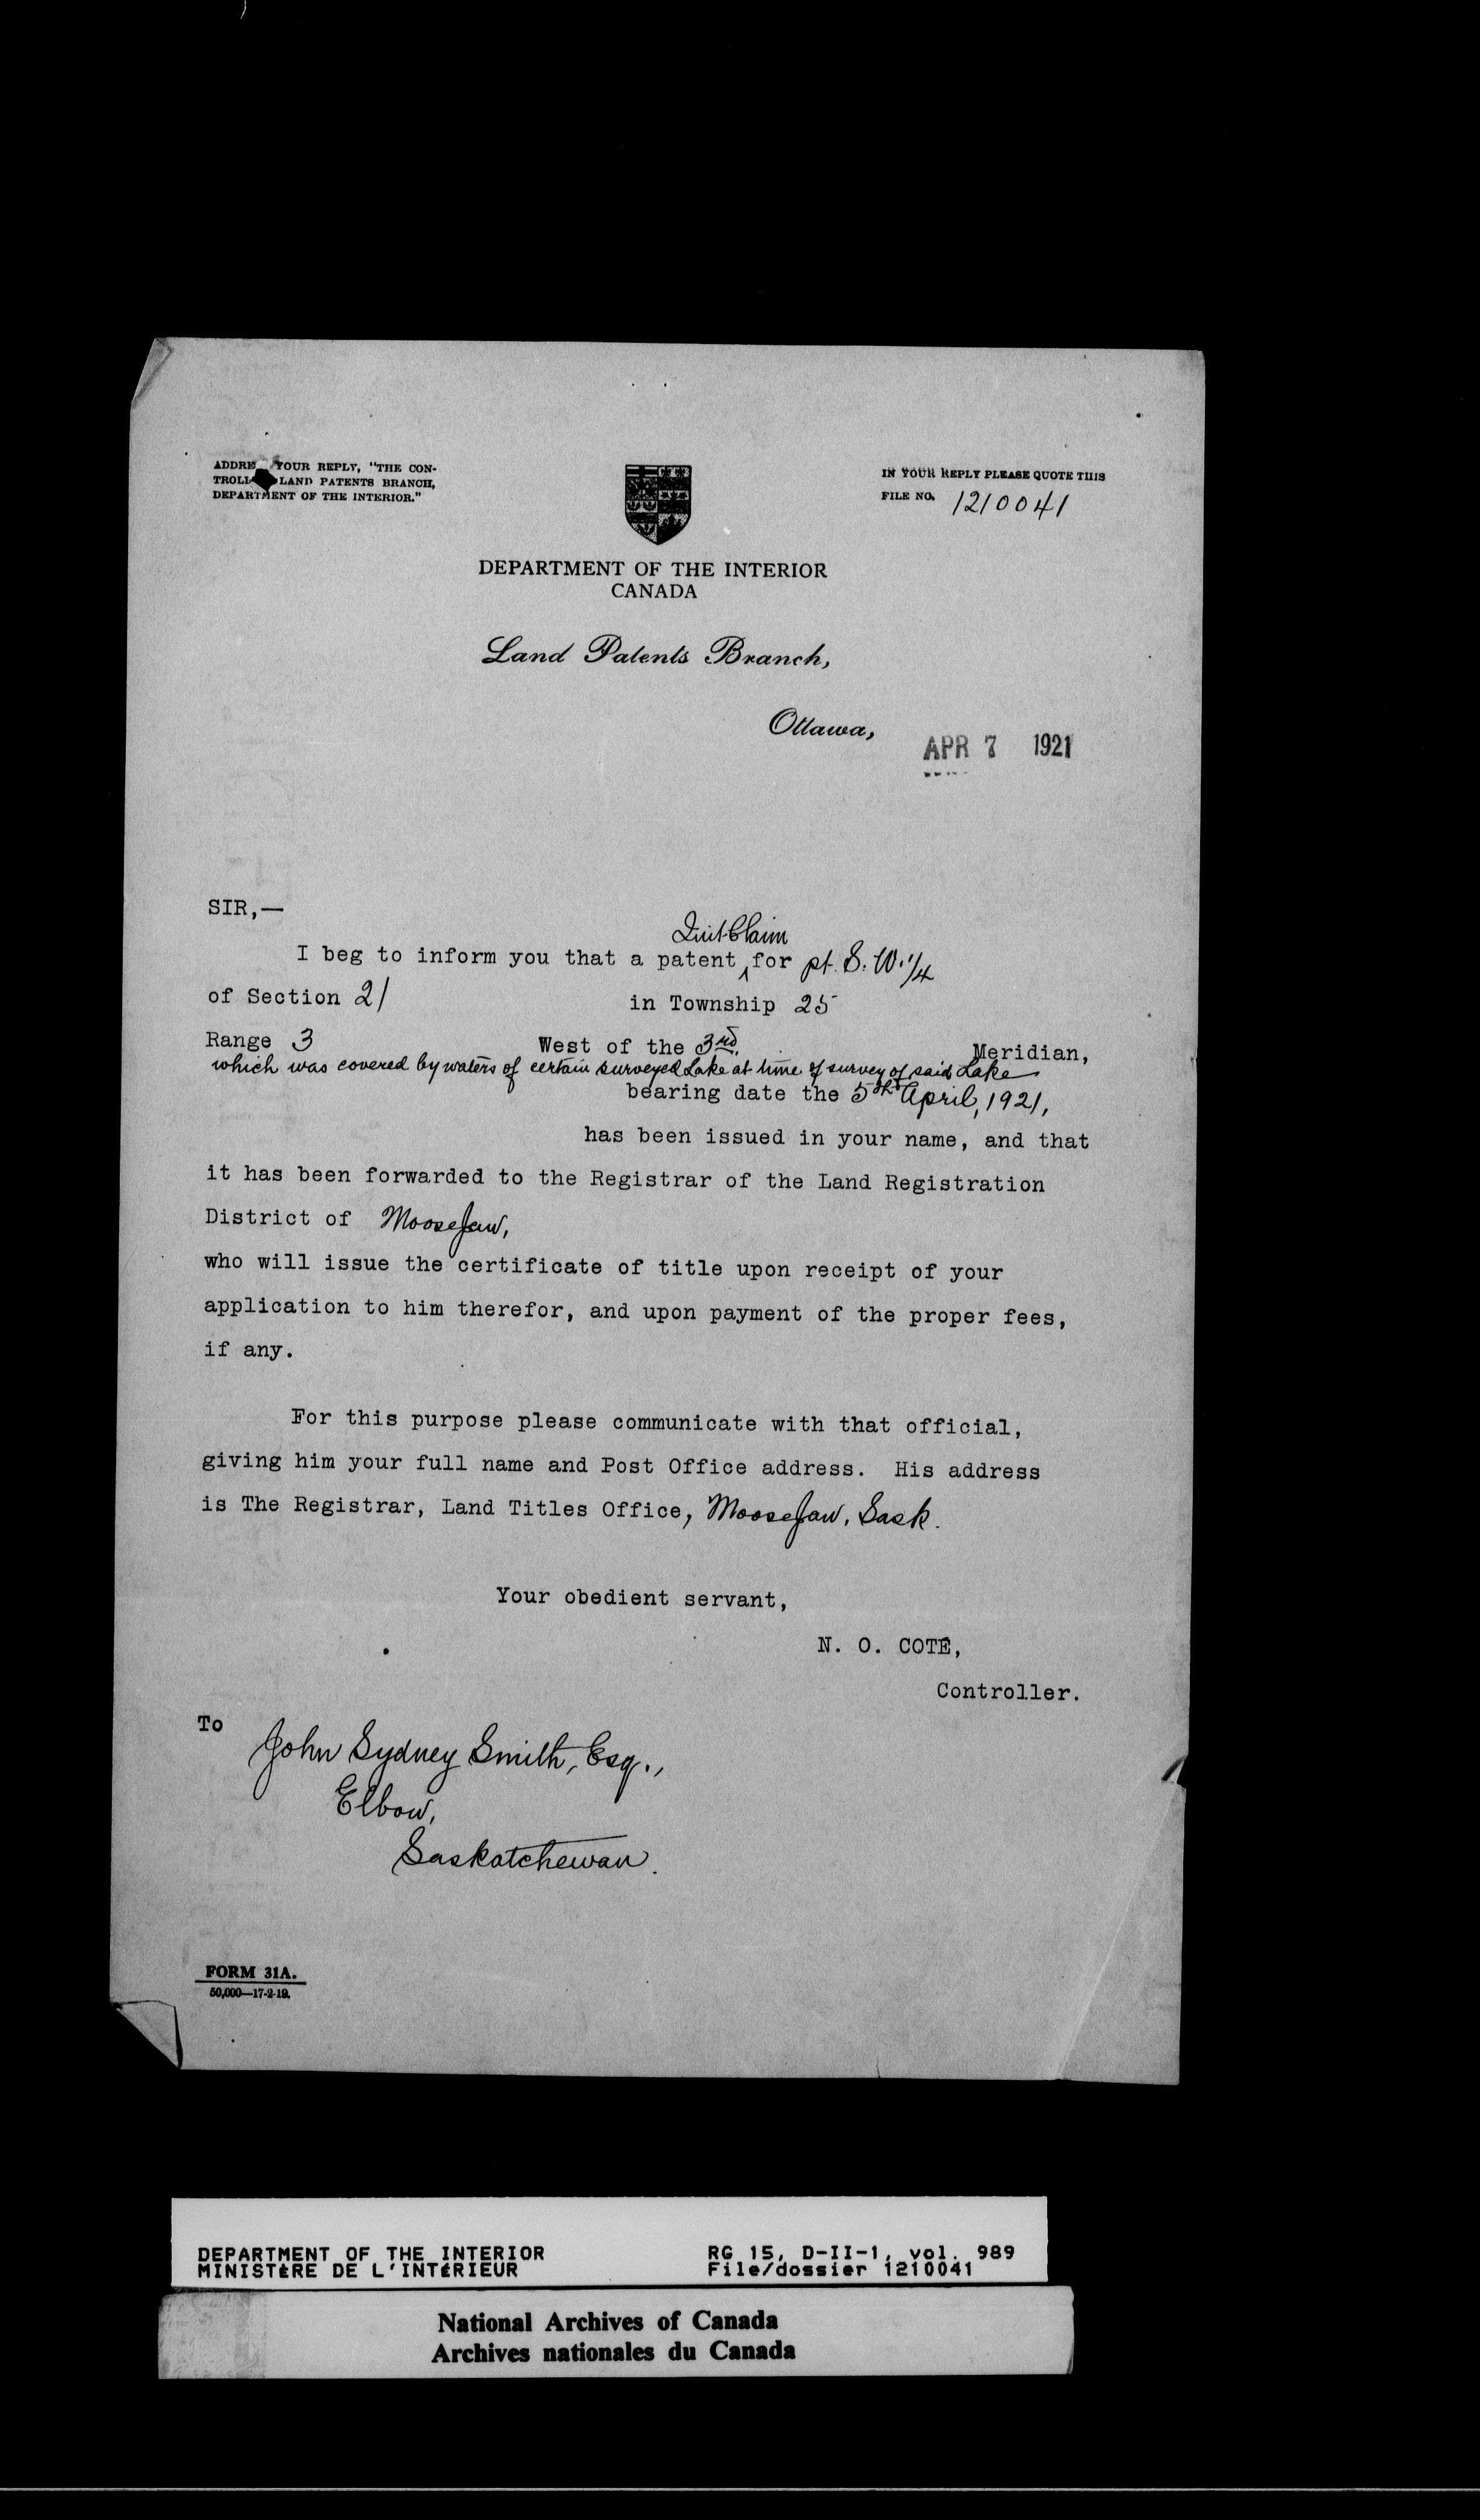 ADDRE YOUR REPLY, "THE CON-
TROLL LAND PATENTS BRANCH,
DEPARTMENT OF THE INTERIOR."
IN YOUR REPLY PLEASE QUOTE THIS
FILE NO. 1210041
DEPARTMENT OF THE INTERIOR
CANADA
Land Patents Branch,
Ottawa,
APR 7 1921
SIR,—
Quit Claim
I beg to inform you that a patent ^ for pt. S. W. 1/4
of Section 21 in Township 25
Range 3 West of the 3rd. Meridian,
which was covered by waters of certain surveyed Lake at time of survey of said Lake
bearing date the 5th April, 1921,
has been issued in your name, and that
it has been forwarded to the Registrar of the Land Registration
District of MooseJaw,
who will issue the certificate of title upon receipt of your
application to him therefor, and upon payment of the proper fees,
if any.
For this purpose please communicate with that official,
giving him your full name and Post Office address. His address
is The Registrar, Land Titles Office, MooseJaw, Sask.
Your obedient servant,
N. O. COTÉ,
Controller.
To
John Sydney Smith, Esq.,
Elbow,
Saskatchewan.
FORM 31A.
50,000—17-2-19.
DEPARTMENT OF THE INTERIOR RG 15, D-II-1, vol. 989
MINISTÈRE DE L'INTÉRIEUR File/dossier 1210041
National Archives of Canada
Archives nationales du Canada